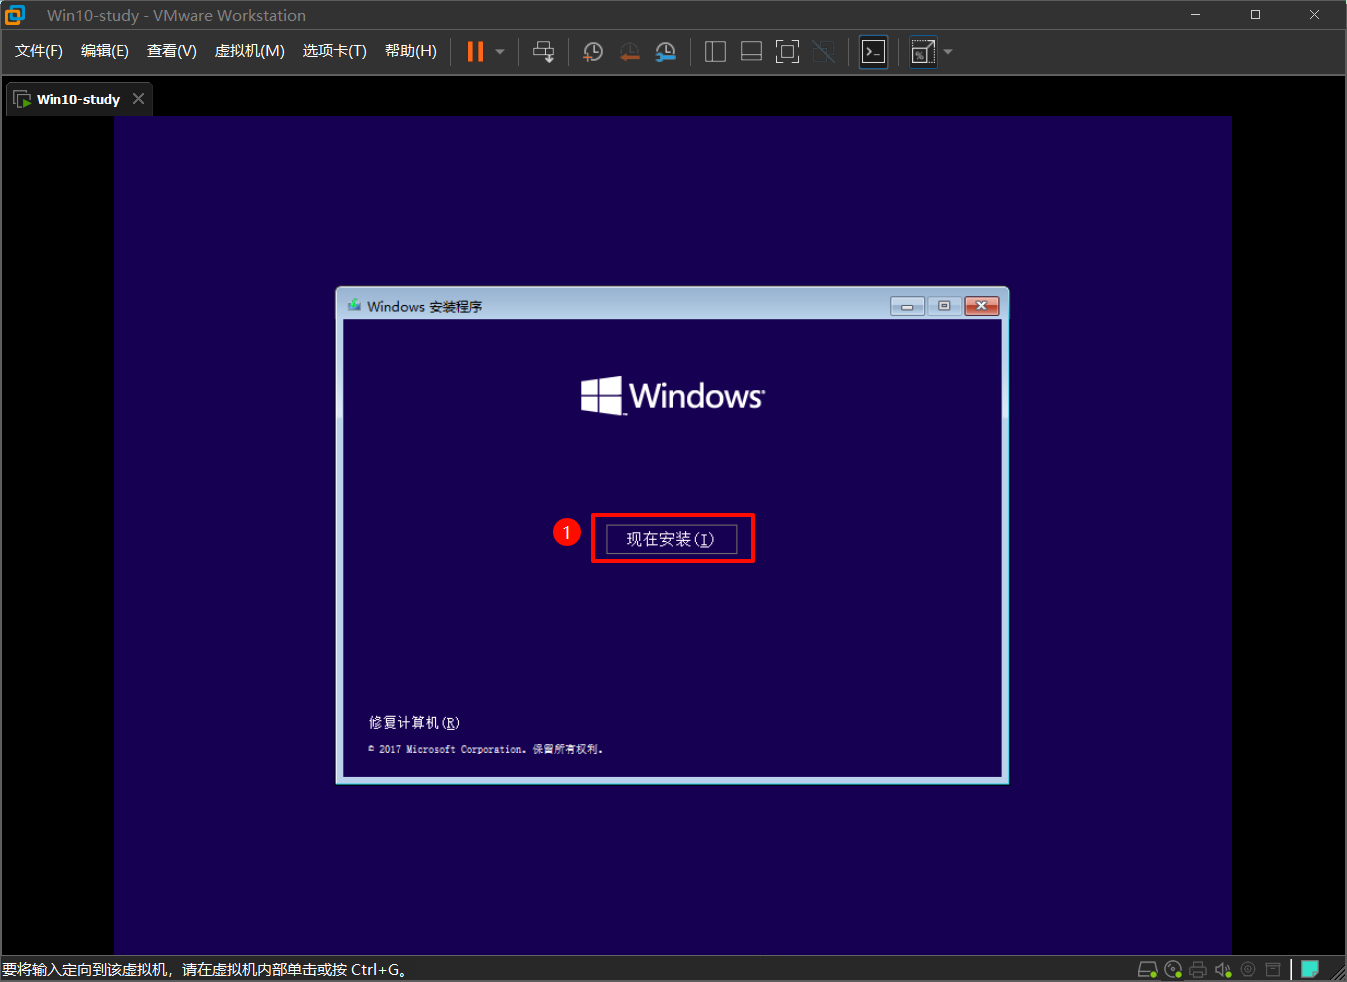 Win10-study - VMware Workstation
文件(F) 编辑(E) 查看(V) 虚拟机(M) 选项卡(T) 帮助(H)
Win10-study
Windows 安装程序
Windows
1 现在安装(I)
修复计算机(R)
© 2017 Microsoft Corporation。保留所有权利。
要将输入定向到该虚拟机，请在虚拟机内部单击或按 Ctrl+G。